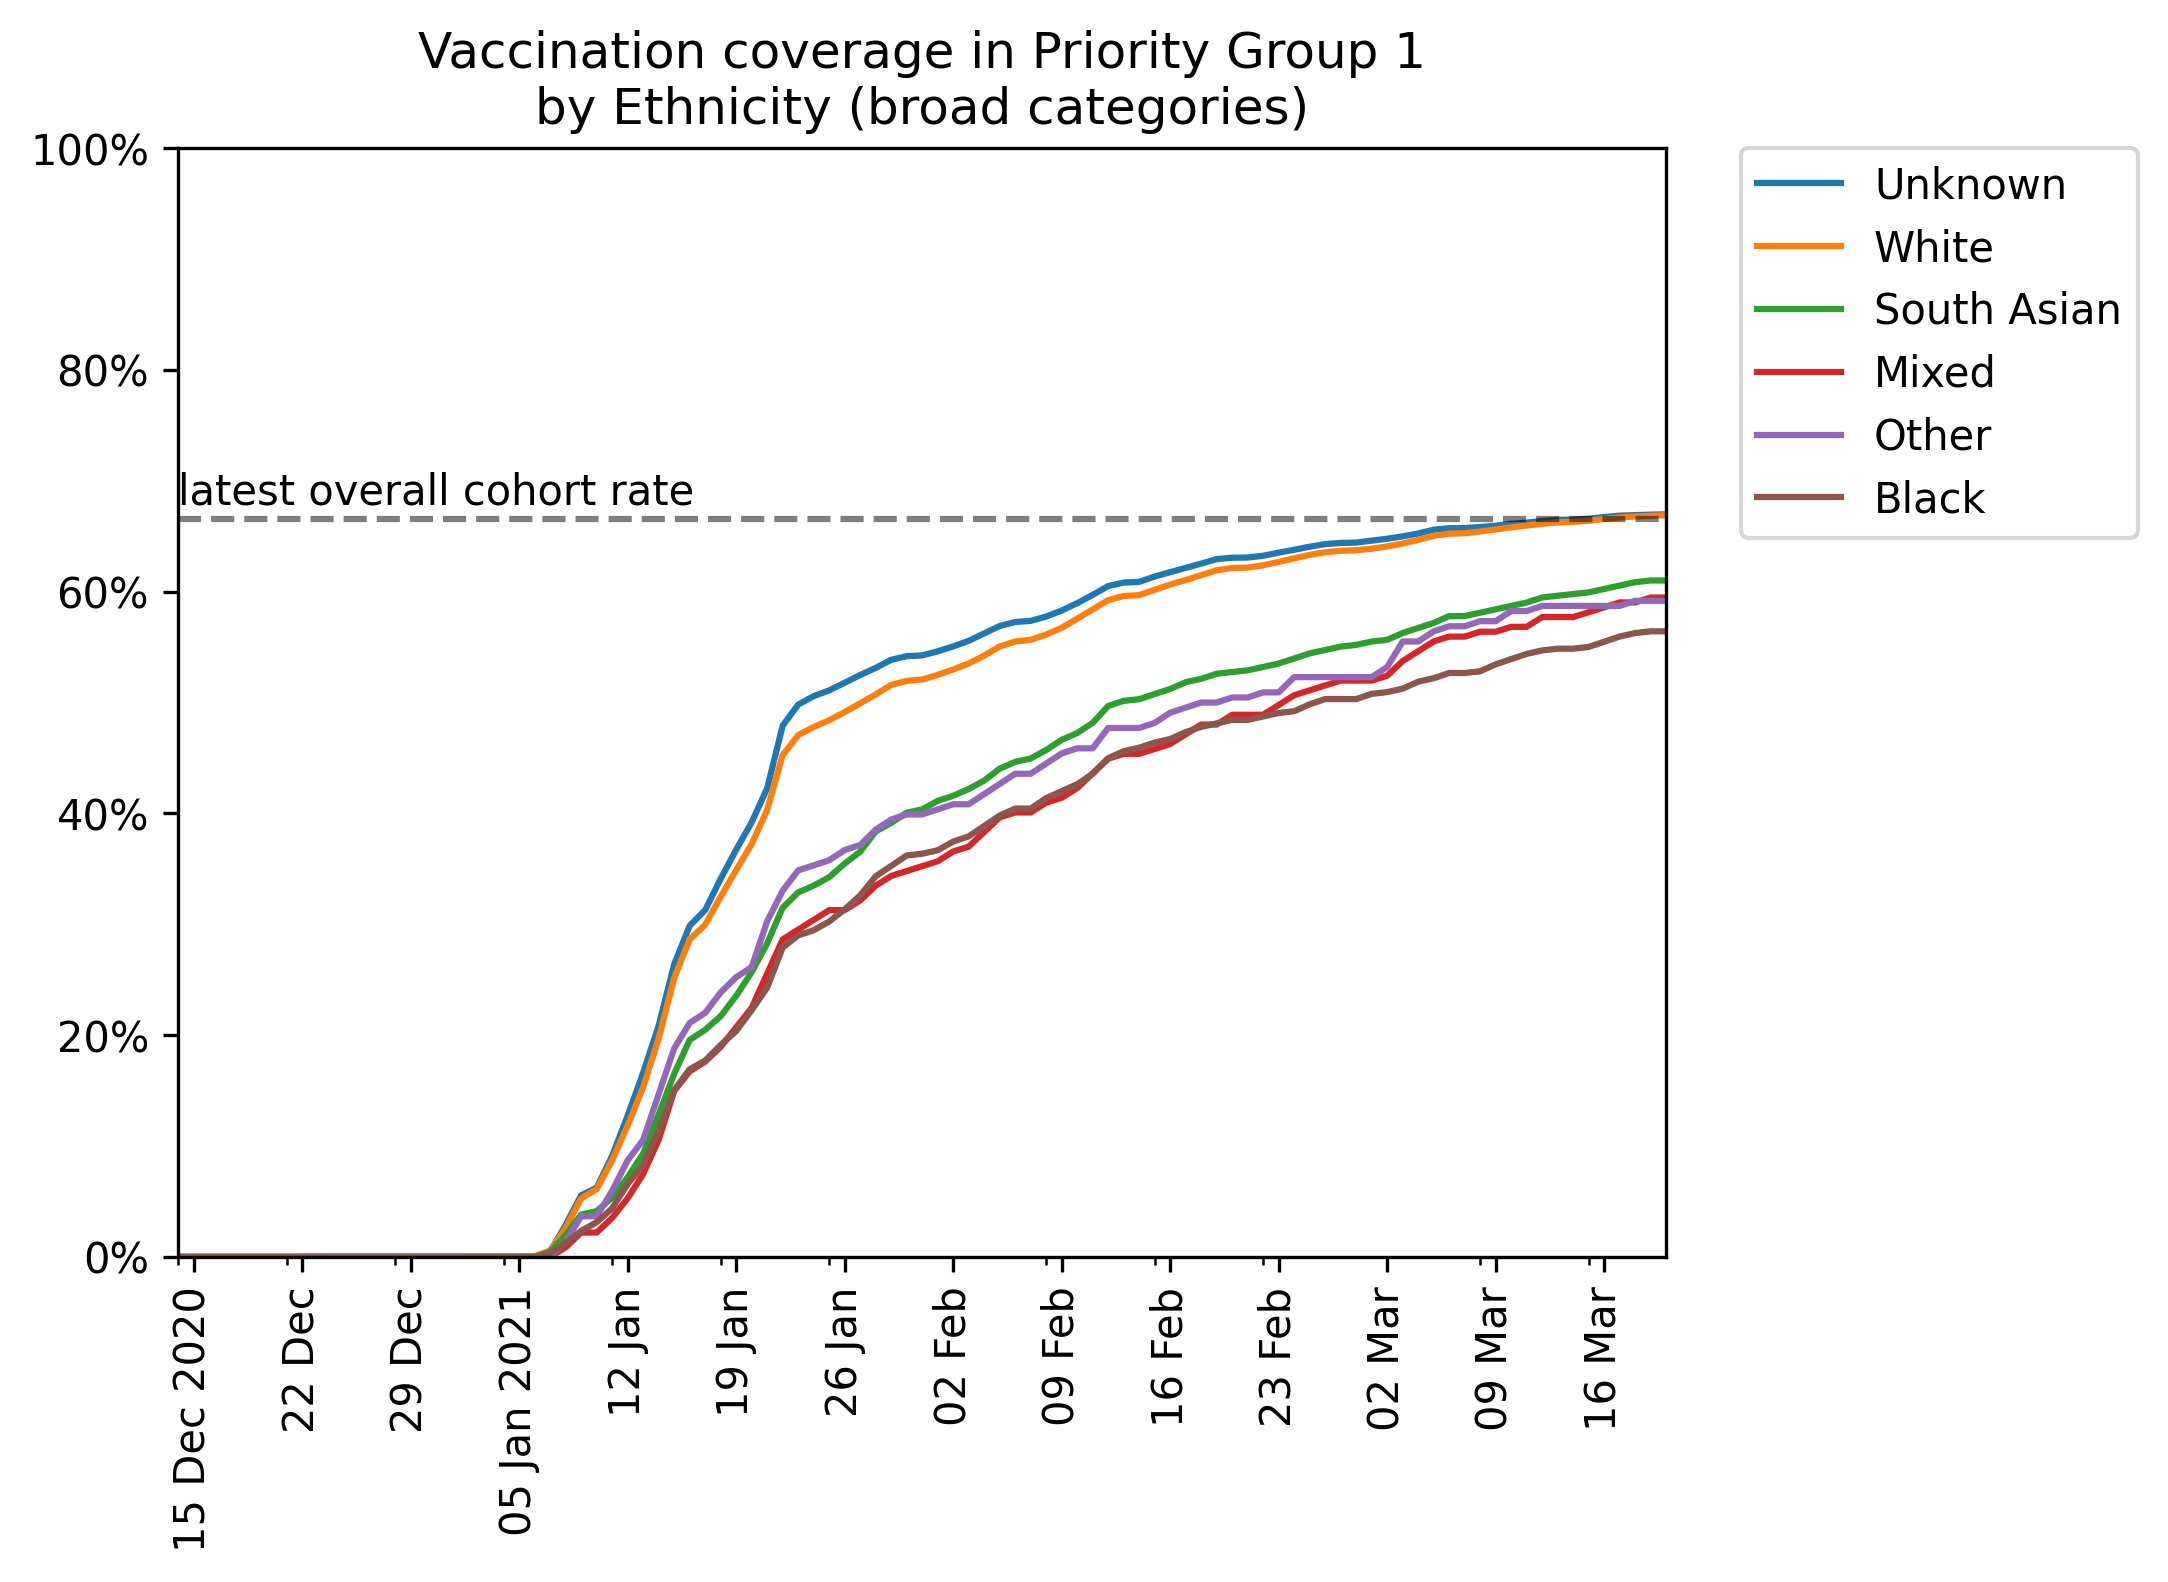 Vaccination coverage in Priority Group 1
by Ethnicity (broad categories)
100%
80%
60%
40%
20%
0%
latest overall cohort rate
15 Dec 2020
22 Dec
29 Dec
05 Jan 2021
12 Jan
19 Jan
26 Jan
02 Feb
09 Feb
16 Feb
23 Feb
02 Mar
09 Mar
16 Mar
Unknown
White
South Asian
Mixed
Other
Black